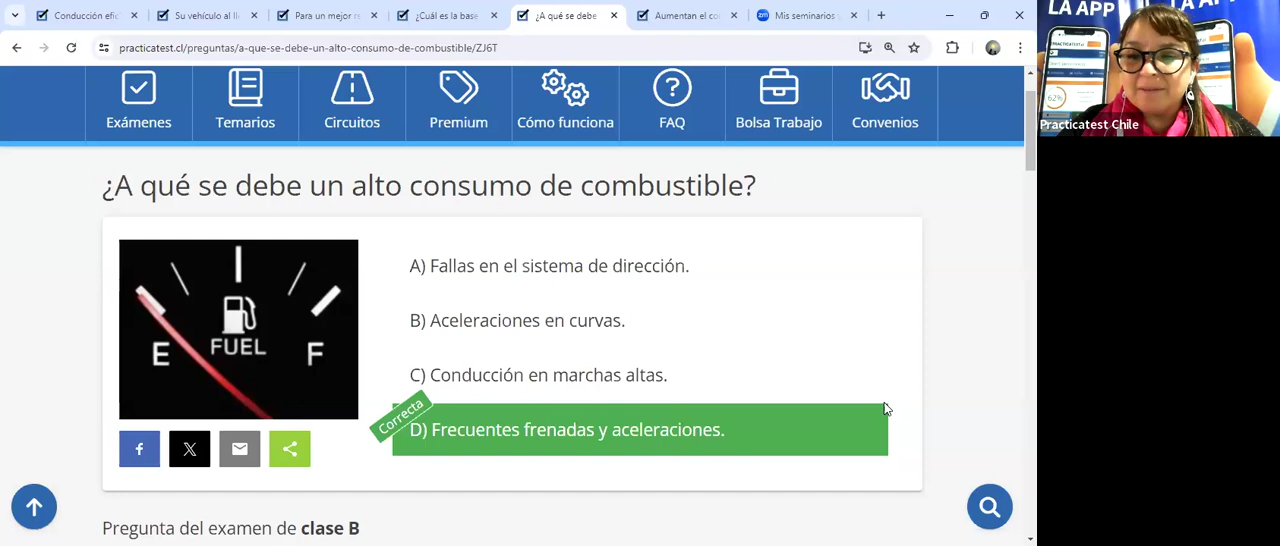 Conducción efic
Su vehículo al ll
Para un mejor re
¿Cuál es la base
¿A qué se debe
Aumentan el co
zm
Mis seminarios
practicatest.cl/preguntas/a-que-se-debe-un-alto-consumo-de-combustible/ZJ6T
LA APP
LA APP
62%
Practicatest Chile
Exámenes
Temarios
Circuitos
Premium
Cómo funciona
FAQ
Bolsa Trabajo
Convenios
¿A qué se debe un alto consumo de combustible?
E
FUEL
F
A) Fallas en el sistema de dirección.
B) Aceleraciones en curvas.
C) Conducción en marchas altas.
Correcta
D) Frecuentes frenadas y aceleraciones.
Pregunta del examen de clase B